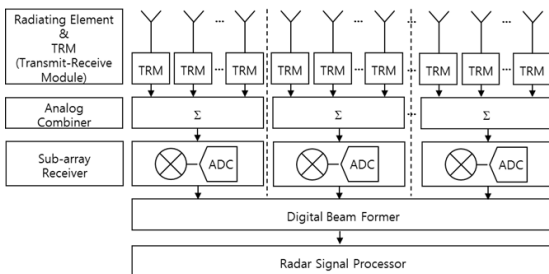 Radiating Element
&
TRM
(Transmit-Receive
Module)
... ... ...
TRM TRM TRM TRM TRM TRM ... TRM TRM TRM
Analog
Combiner
Σ Σ ... Σ
Sub-array
Receiver
ADC ADC ADC
Digital Beam Former
Radar Signal Processor